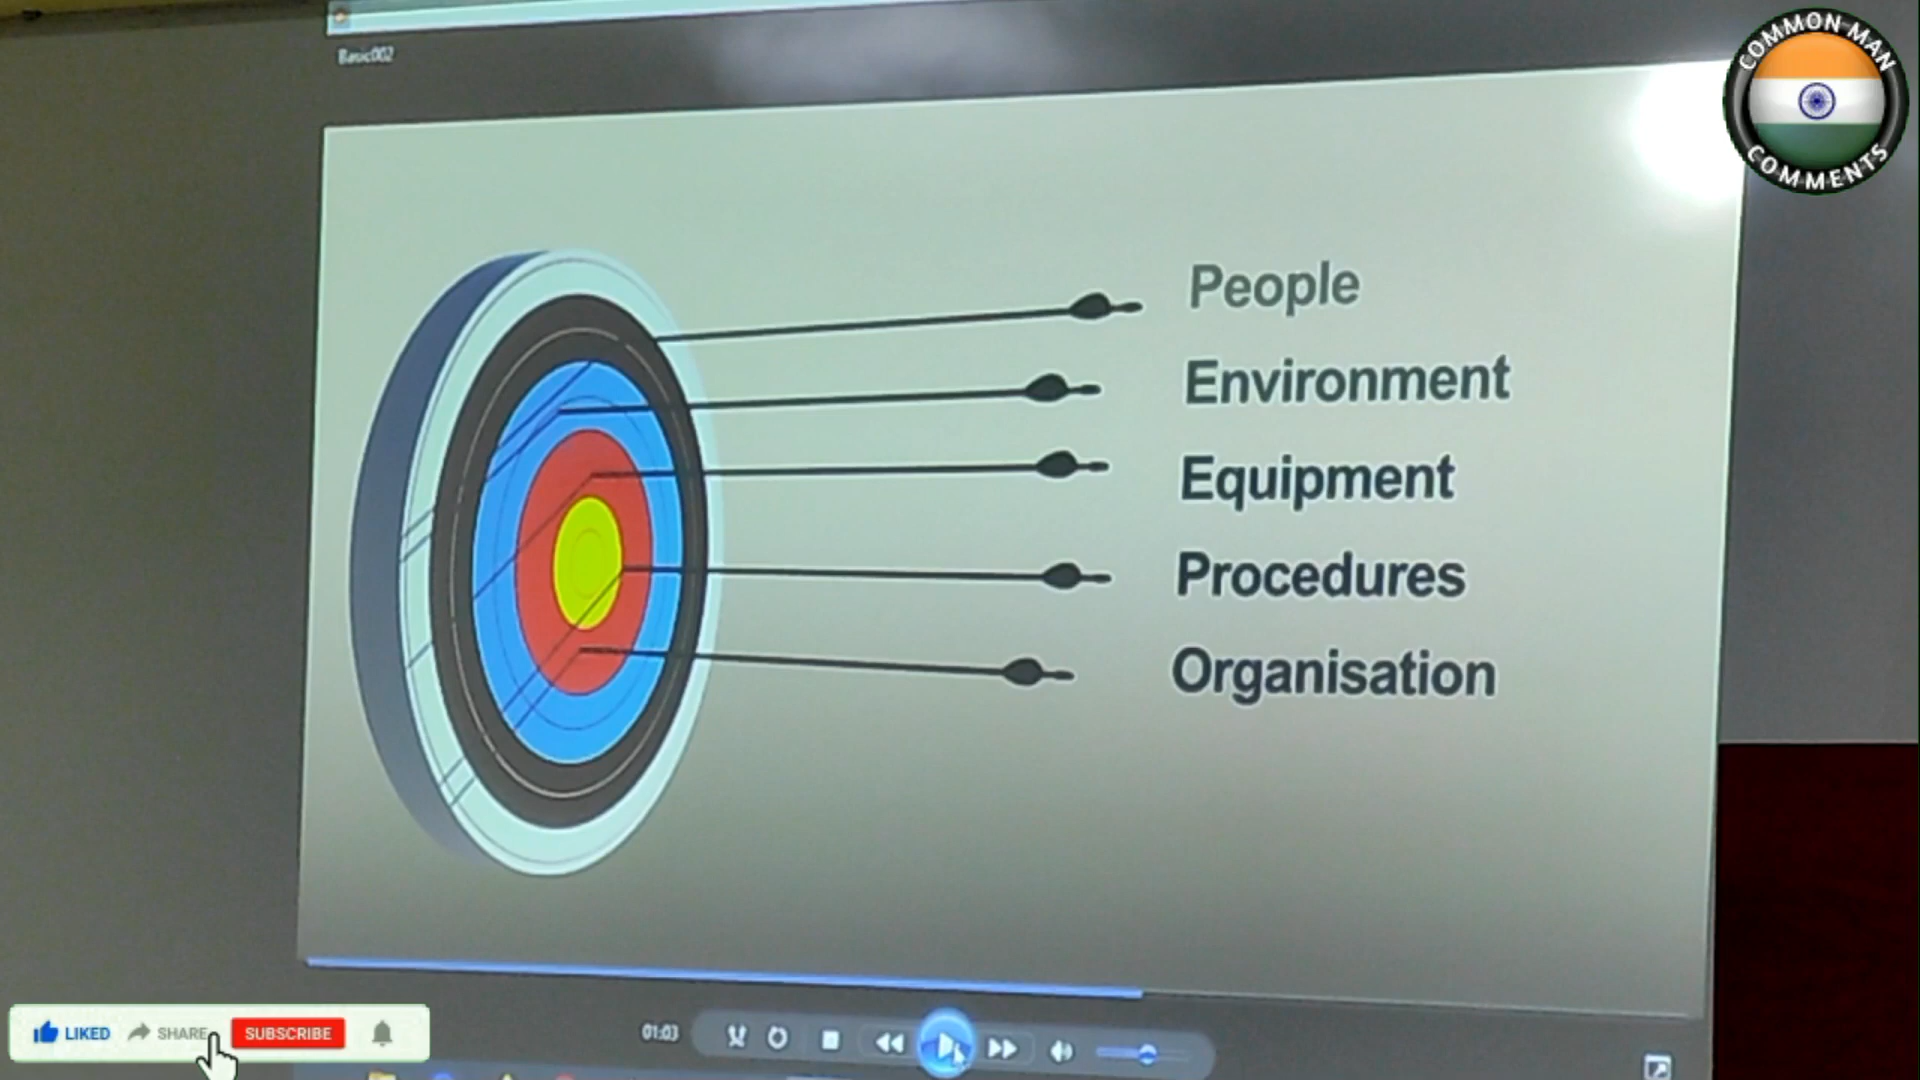 Basic002
COMMON MAN
COMMENTS
People
Environment
Equipment
Procedures
Organisation
01:03
LIKED SHARE SUBSCRIBE